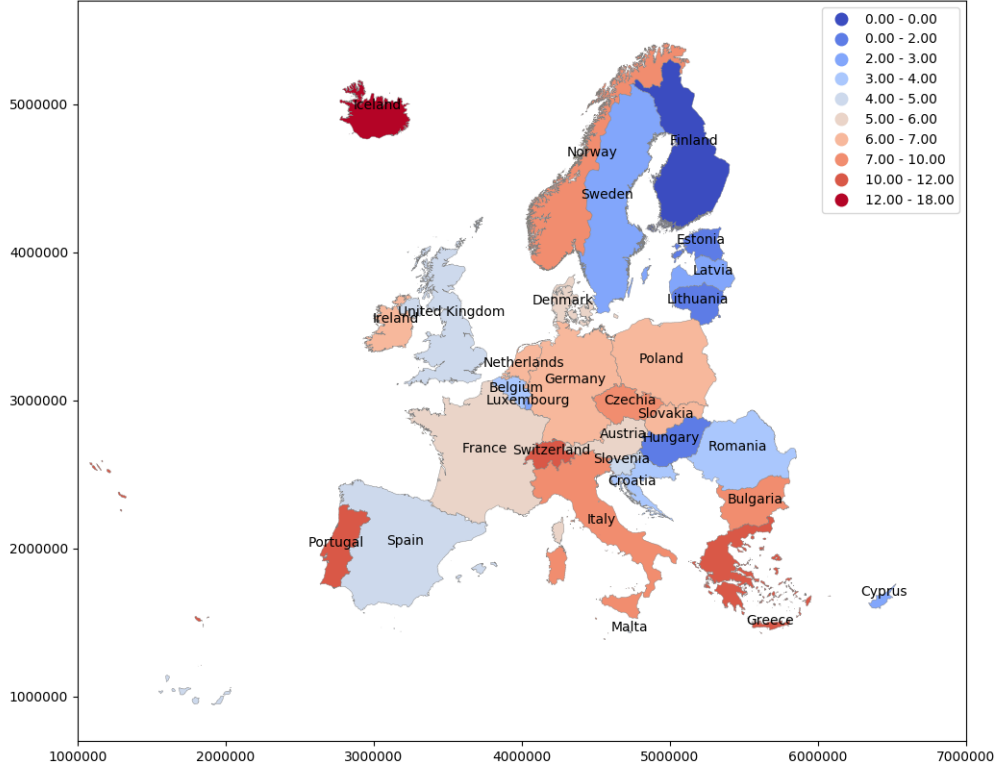 0.00 - 0.00
0.00 - 2.00
2.00 - 3.00
3.00 - 4.00
4.00 - 5.00
5.00 - 6.00
6.00 - 7.00
7.00 - 10.00
10.00 - 12.00
12.00 - 18.00
5000000
4000000
3000000
2000000
1000000
Iceland
Finland
Norway
Sweden
Estonia
Latvia
Lithuania
Denmark
United Kingdom
Ireland
Netherlands
Poland
Germany
Belgium
Luxembourg
Czechia
Slovakia
Austria
Hungary
France
Switzerland
Romania
Slovenia
Croatia
Bulgaria
Italy
Portugal
Spain
Cyprus
Greece
Malta
1000000 2000000 3000000 4000000 5000000 6000000 7000000